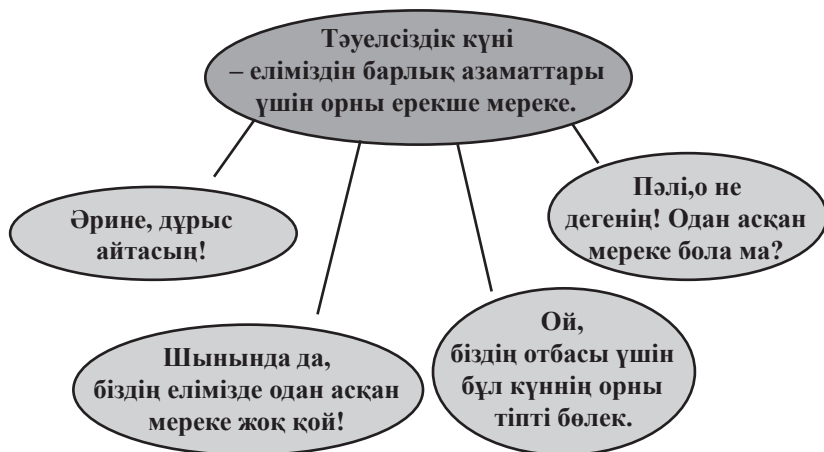 Тәуелсіздік күні
– еліміздін барлық азаматтары
үшін орны ерекше мереке.
Әрине, дұрыс
айтасың!
Пәлі,о не
дегенің! Одан асқан
мереке бола ма?
Шынында да,
біздің елімізде одан асқан
мереке жоқ қой!
Ой,
біздің отбасы үшін
бұл күннің орны
тіпті бөлек.